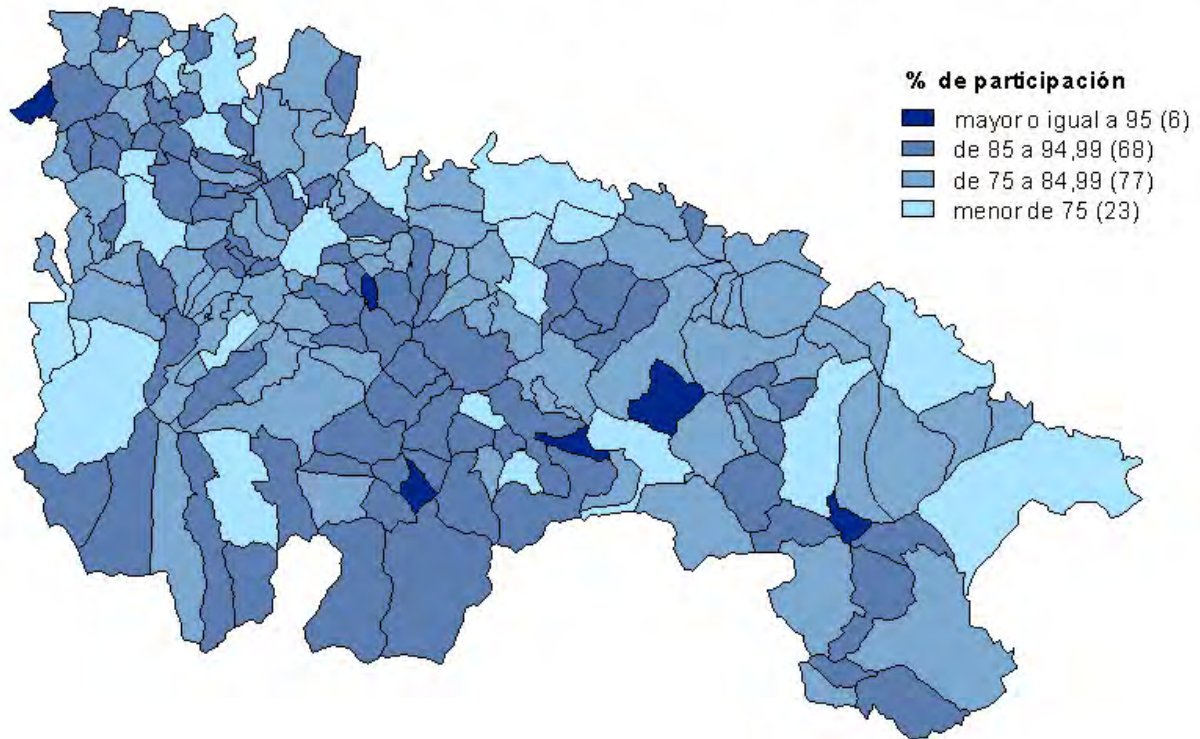 % de participación
mayor o igual a 95 (6)
de 85 a 94,99 (68)
de 75 a 84,99 (77)
menor de 75 (23)